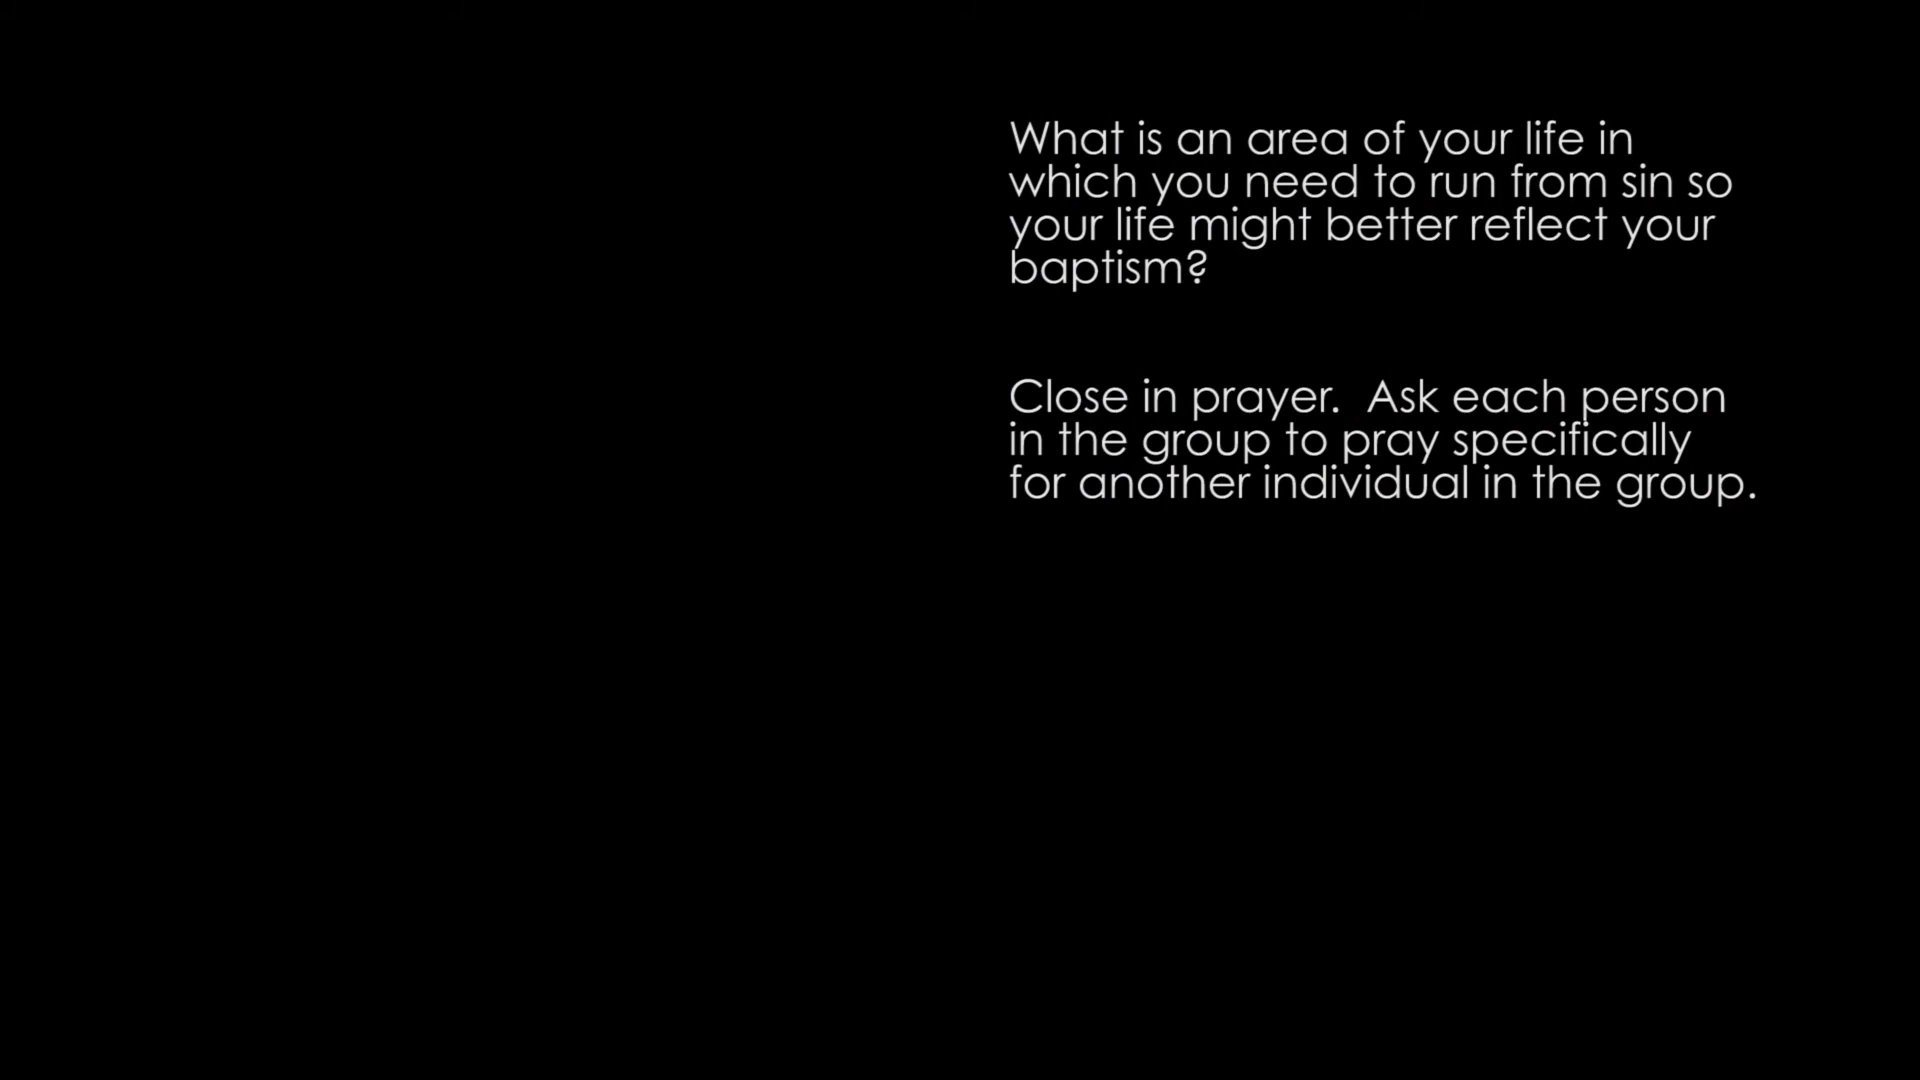 What is an area of your life in
which you need to run from sin so
your life might better reflect your
baptism?
Close in prayer.  Ask each person
in the group to pray specifically
for another individual in the group.